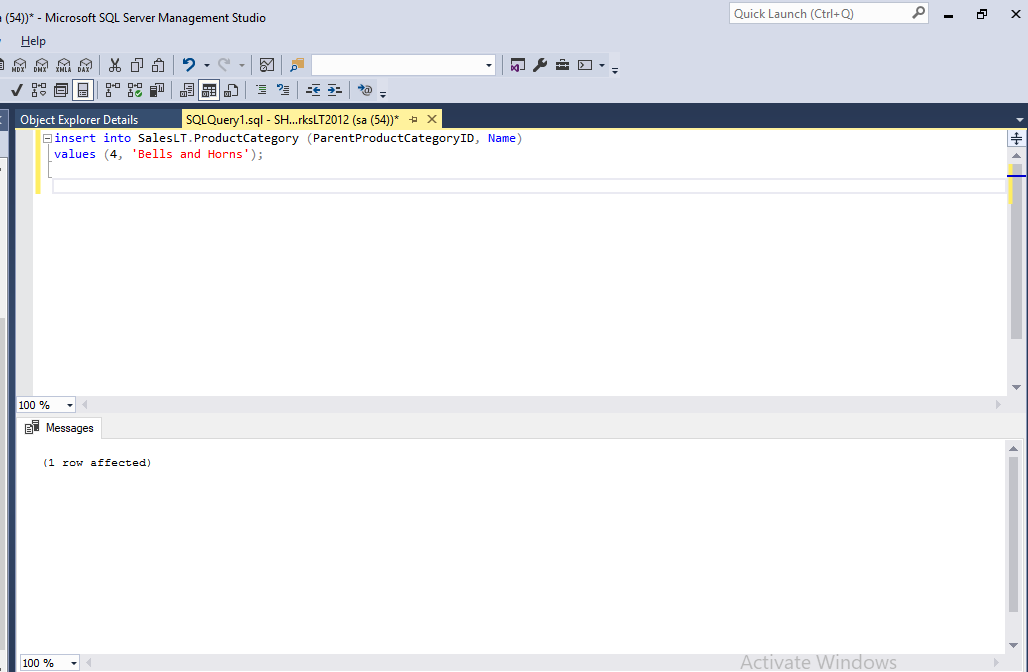 (54))* - Microsoft SQL Server Management Studio
Quick Launch (Ctrl+Q)
Help
MDX DMX XMLA DAX
Object Explorer Details
SQLQuery1.sql - SH...rksLT2012 (sa (54))*
insert into SalesLT.ProductCategory (ParentProductCategoryID, Name)
values (4, 'Bells and Horns');
100 %
Messages
(1 row affected)
100 %
Activate Windows